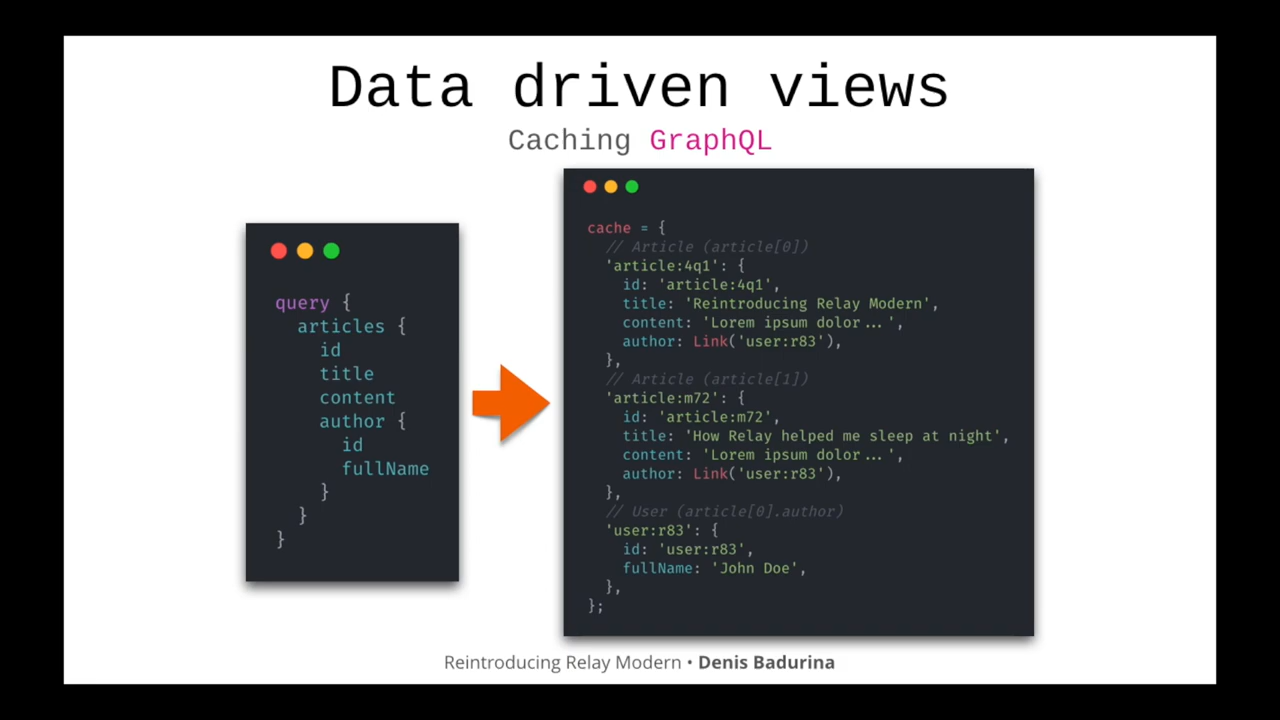 Data driven views
Caching GraphQL
query {
articles {
id
title
content
author {
id
fullName
}
}
}
cache = {
// Article (article[0])
'article:4q1': {
id: 'article:4q1',
title: 'Reintroducing Relay Modern',
content: 'Lorem ipsum dolor...',
author: Link('user:r83'),
},
// Article (article[1])
'article:m72': {
id: 'article:m72',
title: 'How Relay helped me sleep at night',
content: 'Lorem ipsum dolor...',
author: Link('user:r83'),
},
// User (article[0].author)
'user:r83': {
id: 'user:r83',
fullName: 'John Doe',
},
};
Reintroducing Relay Modern • Denis Badurina